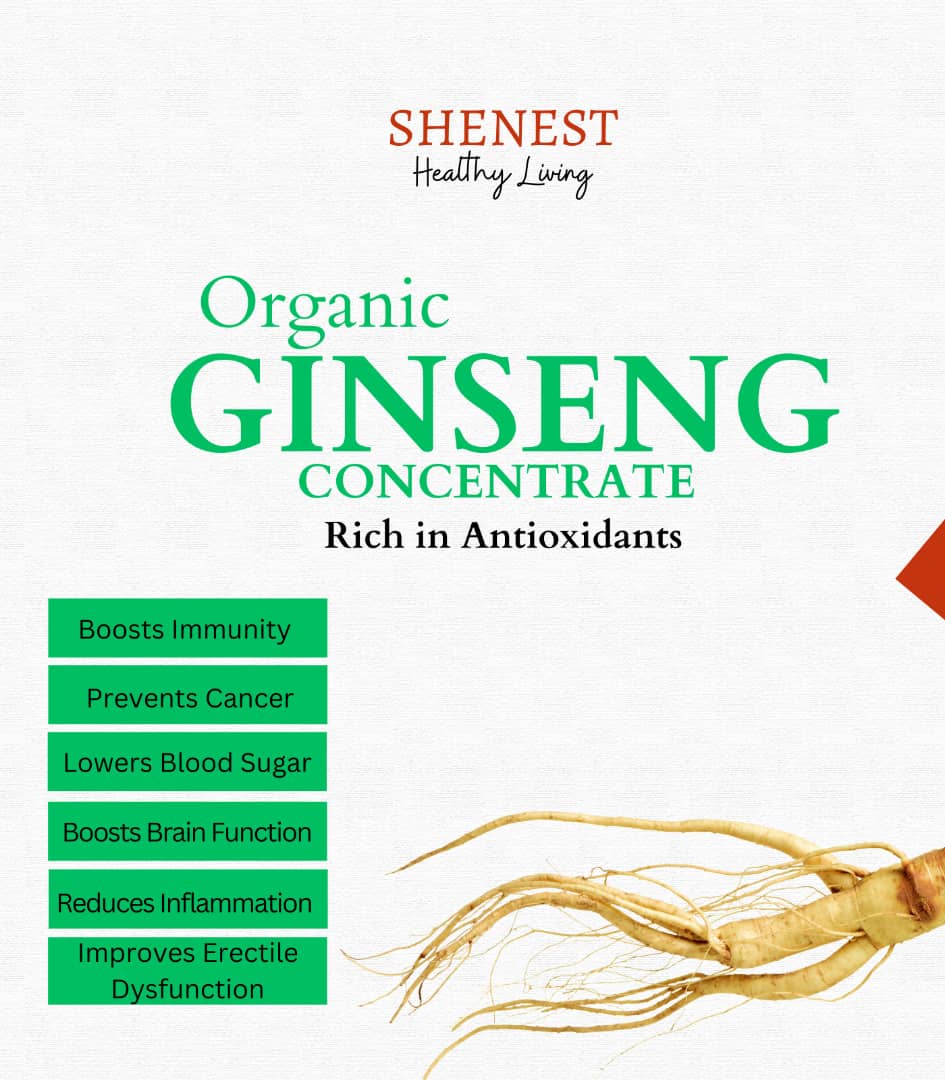 SHENEST
Healthy Living
Organic
GINSENG
CONCENTRATE
Rich in Antioxidants
Boosts Immunity
Prevents Cancer
Lowers Blood Sugar
Boosts Brain Function
Reduces Inflammation
Improves Erectile
Dysfunction